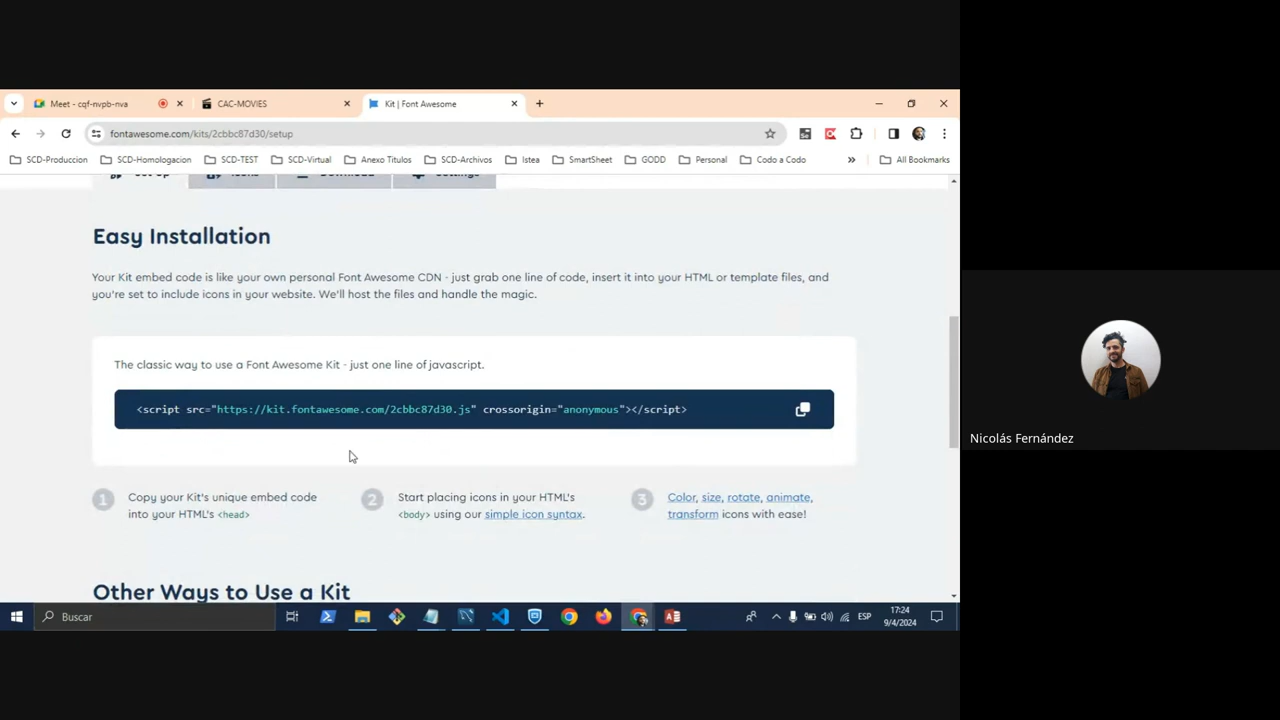 Meet - cqf-nvpb-nva
CAC-MOVIES
Kit | Font Awesome
fontawesome.com/kits/2cbbc87d30/setup
SCD-Produccion
SCD-Homologacion
SCD-TEST
SCD-Virtual
Anexo Titulos
SCD-Archivos
Istea
SmartSheet
GODD
Personal
Codo a Codo
All Bookmarks
Set Up
Icons
Download
Settings
Easy Installation
Your Kit embed code is like your own personal Font Awesome CDN - just grab one line of code, insert it into your HTML or template files, and
you're set to include icons in your website. We'll host the files and handle the magic.
The classic way to use a Font Awesome Kit - just one line of javascript.
<script src="https://kit.fontawesome.com/2cbbc87d30.js" crossorigin="anonymous"></script>
1
Copy your Kit's unique embed code
into your HTML's <head>
2
Start placing icons in your HTML's
<body> using our simple icon syntax.
3
Color, size, rotate, animate,
transform icons with ease!
Other Ways to Use a Kit
Buscar
ESP
17:24
9/4/2024
Nicolás Fernández